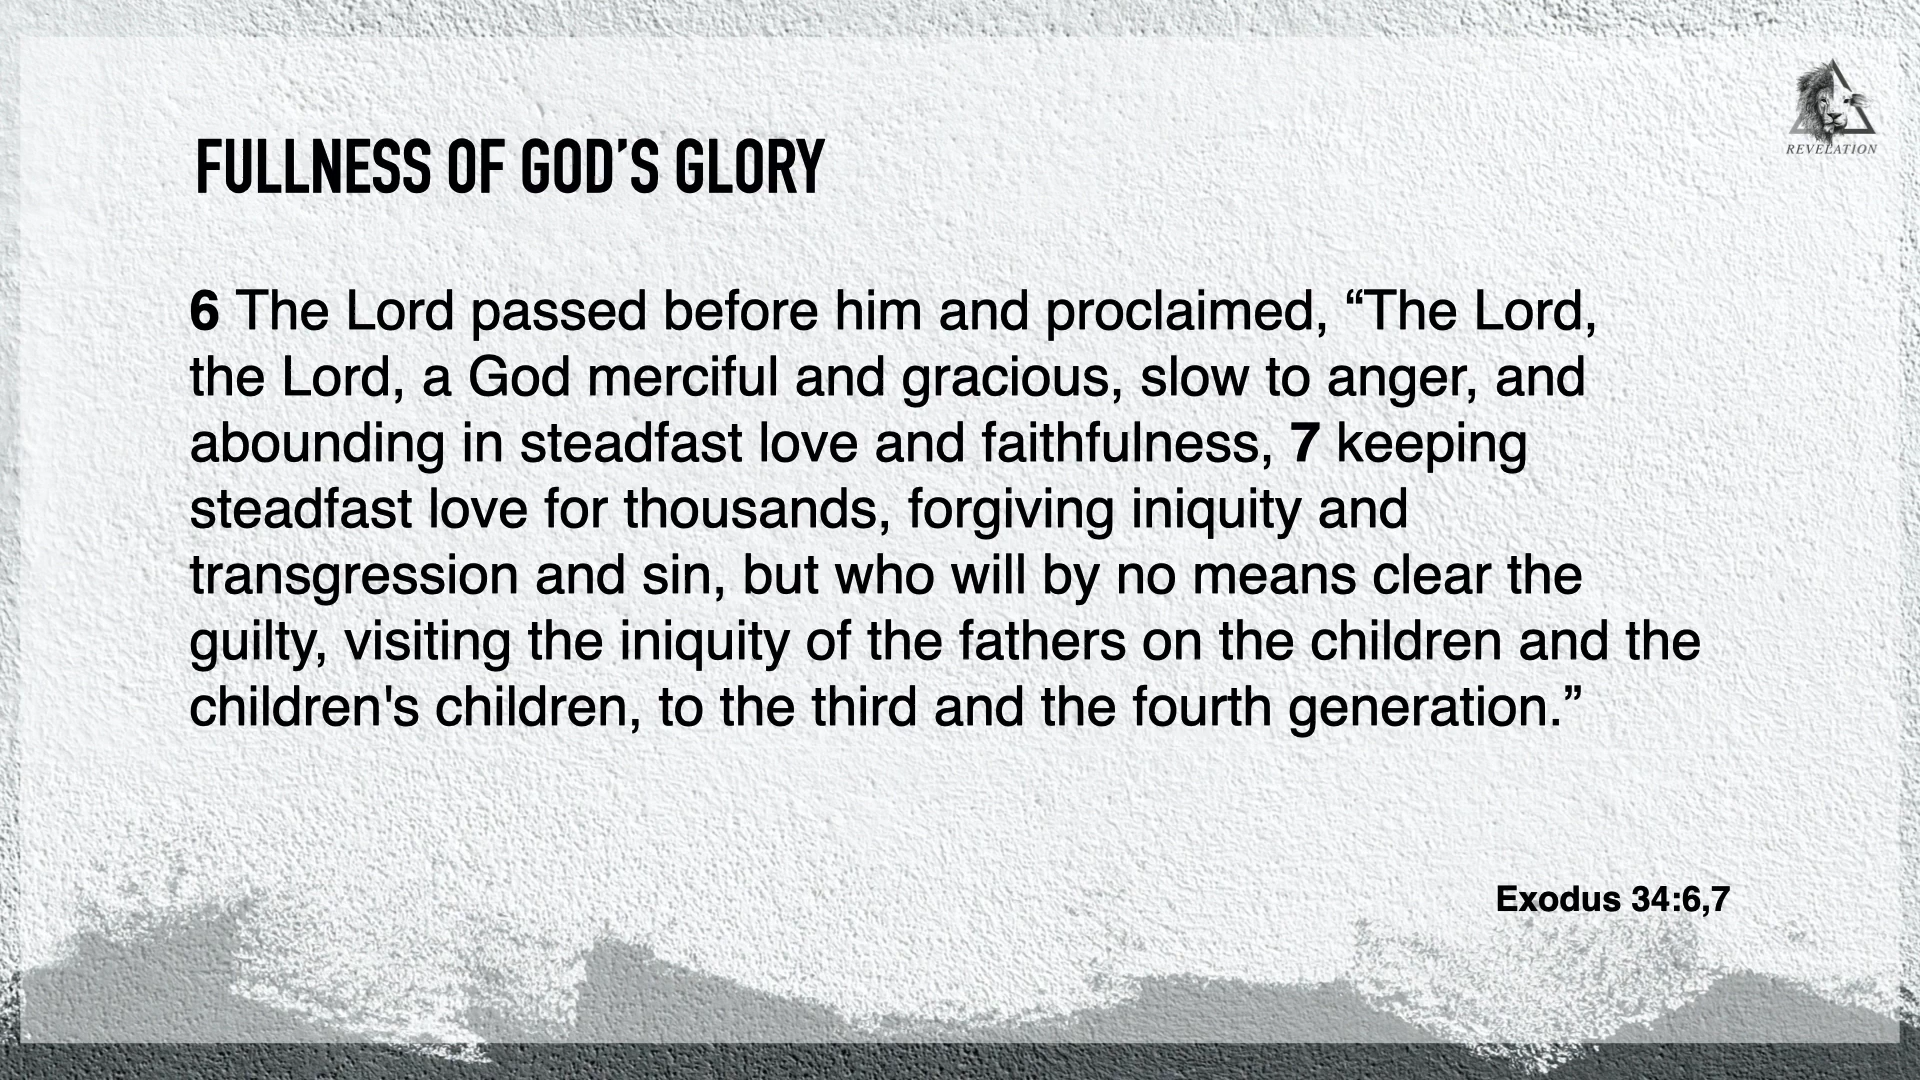 REVELATION
FULLNESS OF GOD’S GLORY
6 The Lord passed before him and proclaimed, “The Lord,
the Lord, a God merciful and gracious, slow to anger, and
abounding in steadfast love and faithfulness, 7 keeping
steadfast love for thousands, forgiving iniquity and
transgression and sin, but who will by no means clear the
guilty, visiting the iniquity of the fathers on the children and the
children's children, to the third and the fourth generation.”
Exodus 34:6,7